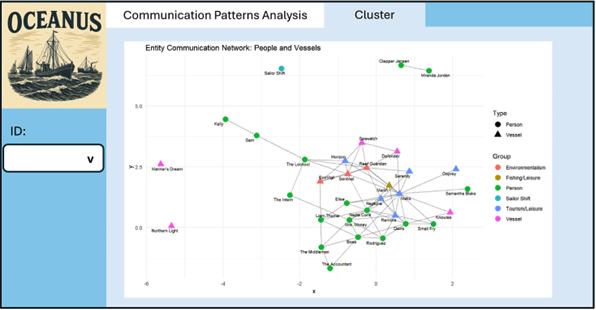 OCEANUS
Communication Patterns Analysis
Cluster
ID:
v
Entity Communication Network: People and Vessels
Clepper Jensen
Miranda Jordan
Sailor Shift
Kelly
Sam
Seawatch
Defender
Horizon
Reef Guardian
The Lookout
Mariner's Dream
EcoVigil
Sentinel
Serenity
Osprey
Samantha Blake
The Intern
Elise
Mako
Neptune
Liam Thorne
Nadia Conti
Mrs. Money
Remora
Davis
Small Fry
Knowles
Northern Light
Boss
Rodriguez
The Middleman
The Accountant
5.0
2.5
0.0
y
-6
-4
-2
0
2
x
Type
Person
Vessel
Group
Environmentalism
Fishing/Leisure
Person
Sailor Shift
Tourism/Leisure
Vessel